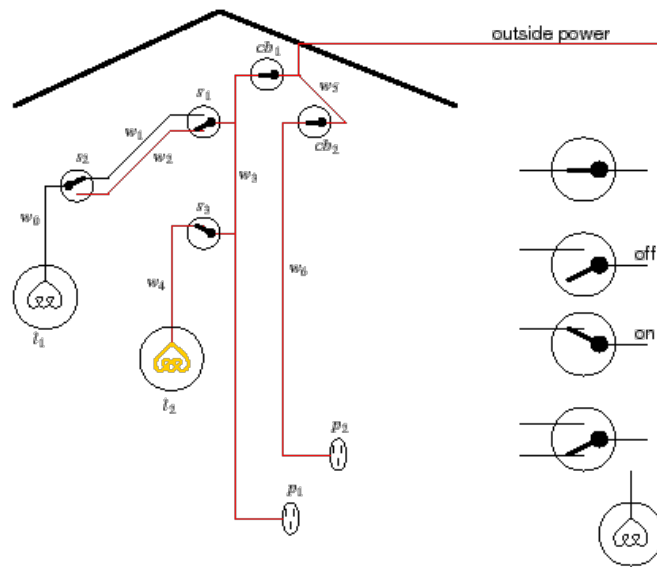 outside power
cb1
w5
s1
cb2
w1
s2
w2
w3
off
s3
w0
w6
w4
on
l1
l2
p2
p1